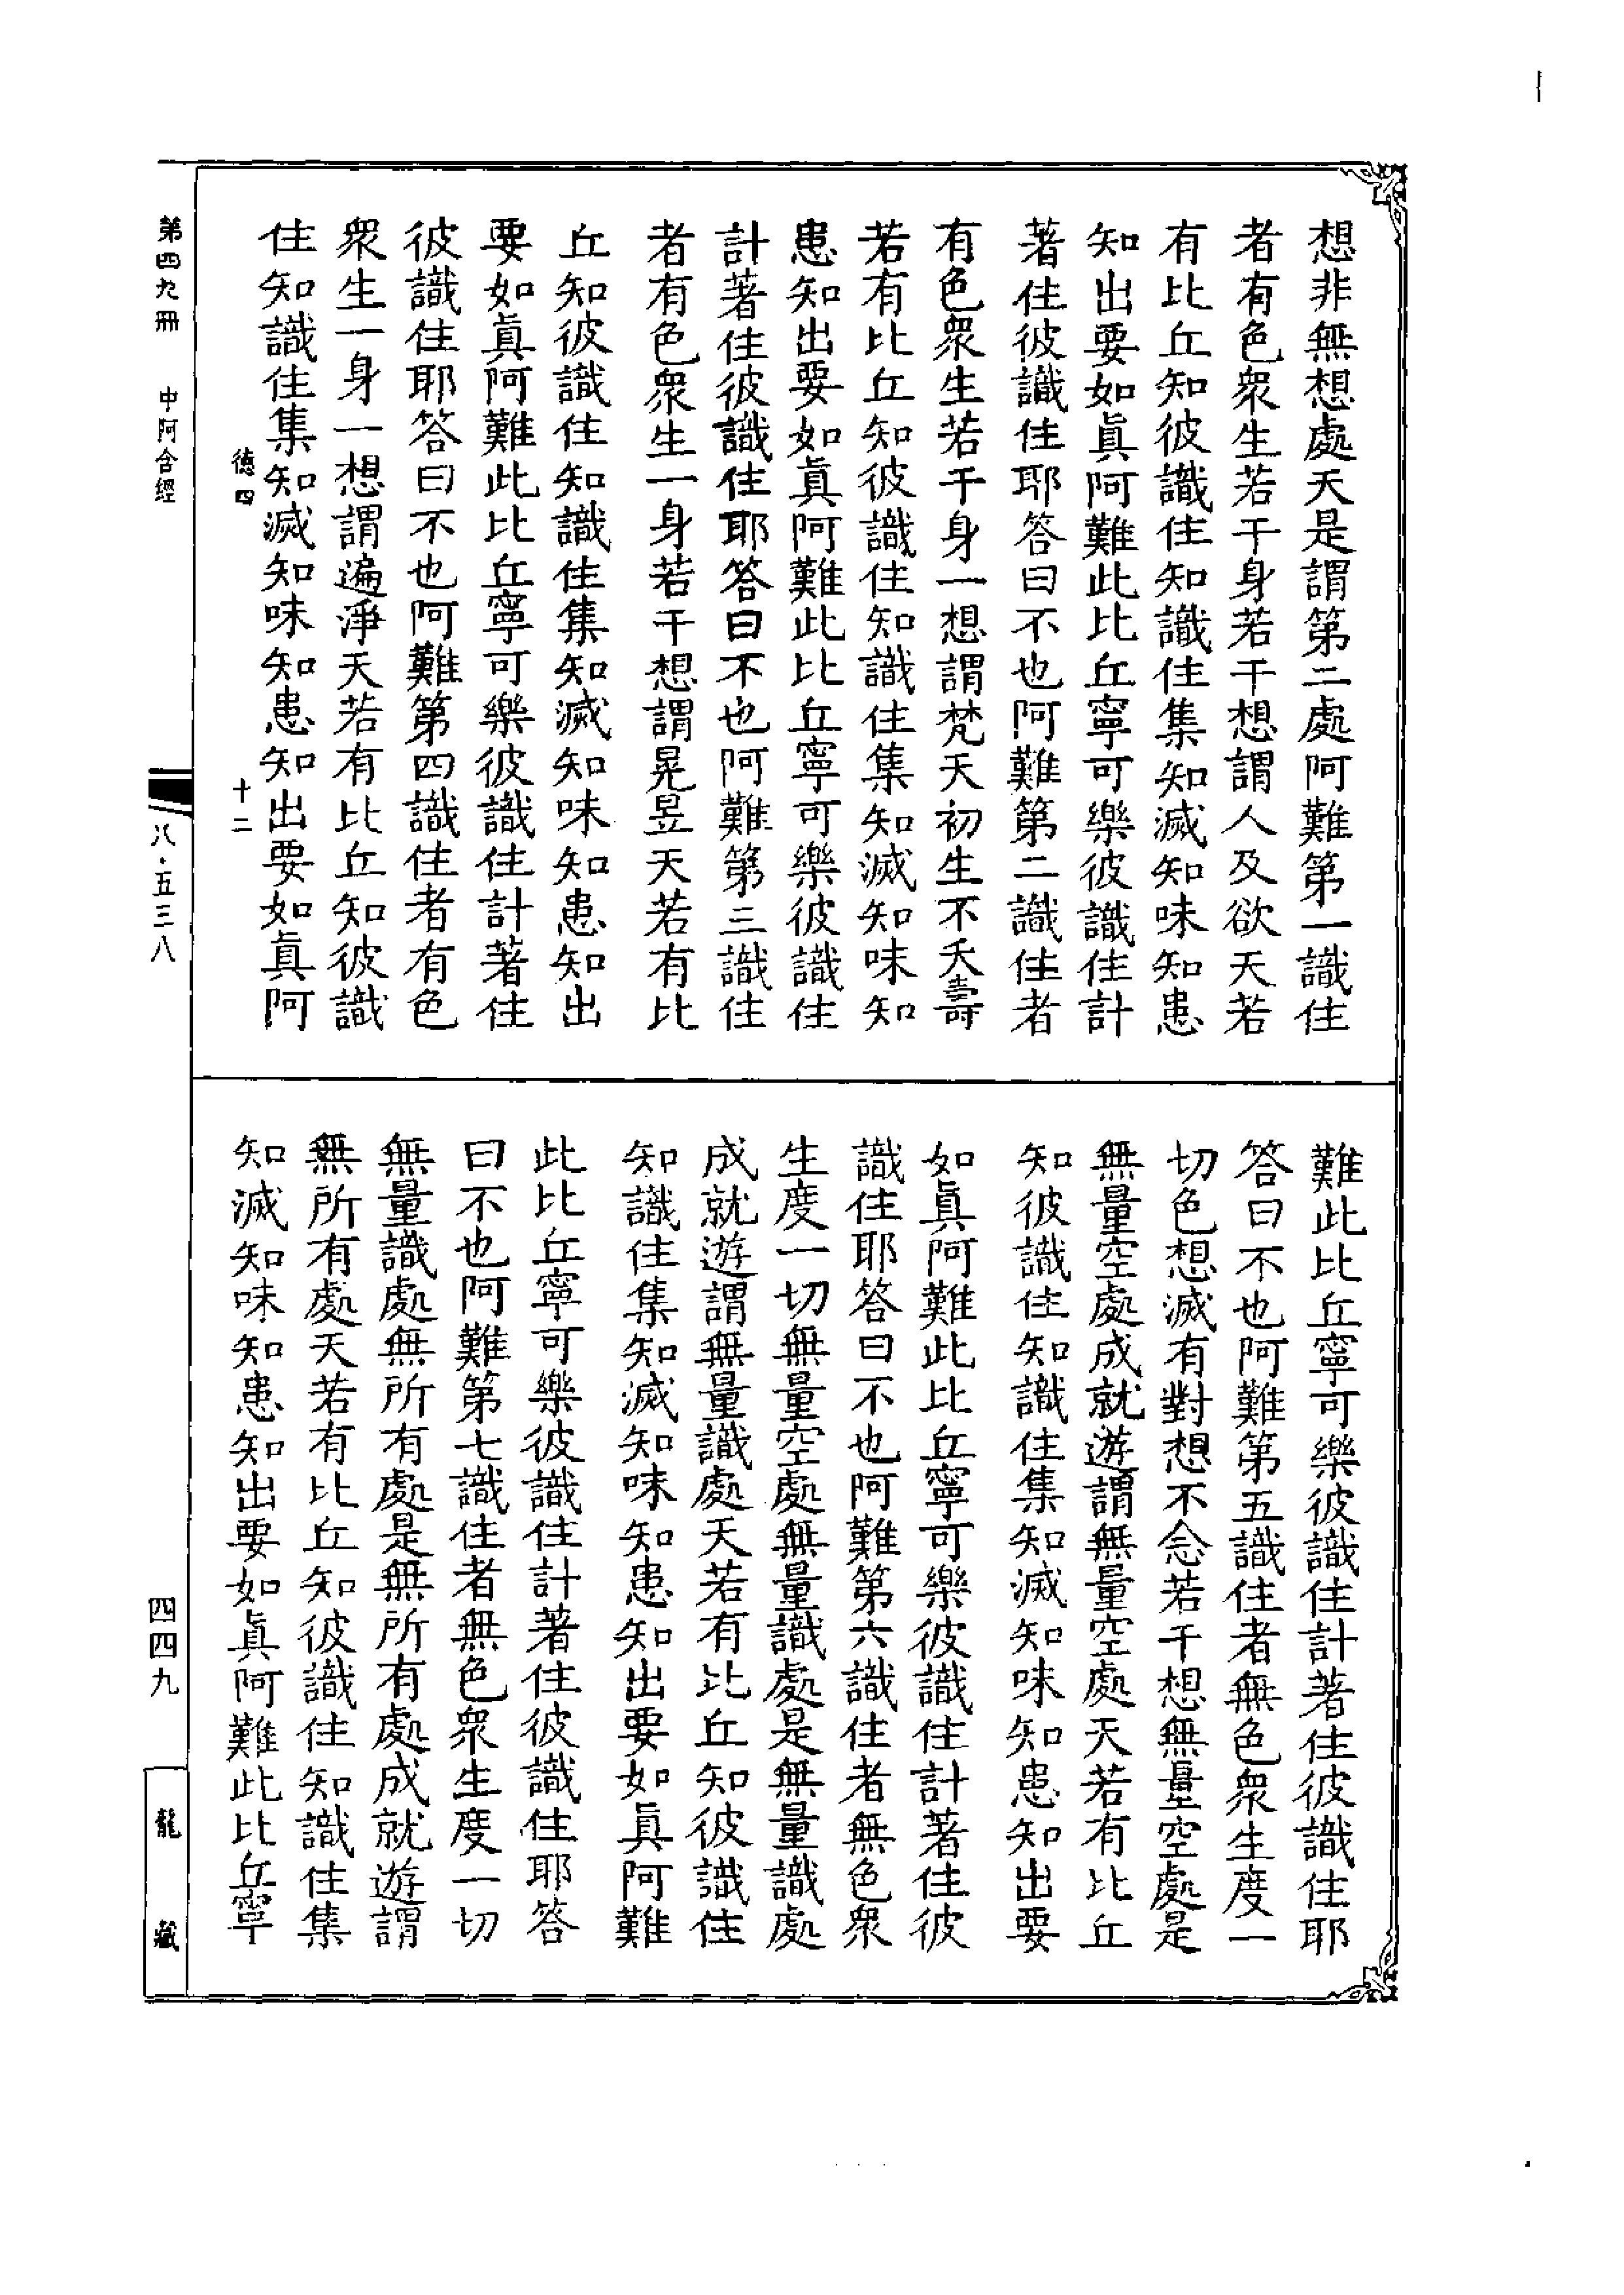 想非無想處天是謂第二處阿難第一識住
者有色衆生若干身若干想謂人及欲天若
有比丘知彼識住知識住集知滅知味知患
知出要如眞阿難此比丘寧可樂彼識住計
著住彼識住耶答曰不也阿難第二識住者
有色衆生若干身一想謂梵天初生不夭壽
若有比丘知彼識住知識住集知滅知味知
患知出要如眞阿難此比丘寧可樂彼識住
計著住彼識住耶答曰不也阿難第三識住
者有色衆生一身若干想謂晃昱天若有比
丘知彼識住知識住集知滅知味知患知出
要如眞阿難此比丘寧可樂彼識住計著住
彼識住耶答曰不也阿難第四識住者有色
衆生一身一想謂遍淨天若有比丘知彼識
住知識住集知滅知味知患知出要如眞阿
德四 十二
難此比丘寧可樂彼識住計著住彼識住耶
答曰不也阿難第五識住者無色衆生度一
切色想滅有對想不念若干想無量空處是
無量空處成就遊謂無量空處天若有比丘
知彼識住知識住集知滅知味知患知出要
如眞阿難此比丘寧可樂彼識住計著住彼
識住耶答曰不也阿難第六識住者無色衆
生度一切無量空處無量識處是無量識處
成就遊謂無量識處天若有比丘知彼識住
知識住集知滅知味知患知出要如眞阿難
此比丘寧可樂彼識住計著住彼識住耶答
曰不也阿難第七識住者無色衆生度一切
無量識處無所有處是無所有處成就遊謂
無所有處天若有比丘知彼識住知識住集
知滅知味知患知出要如眞阿難此比丘寧
第四九冊 中阿含經 八·五三八 四四九 龍藏